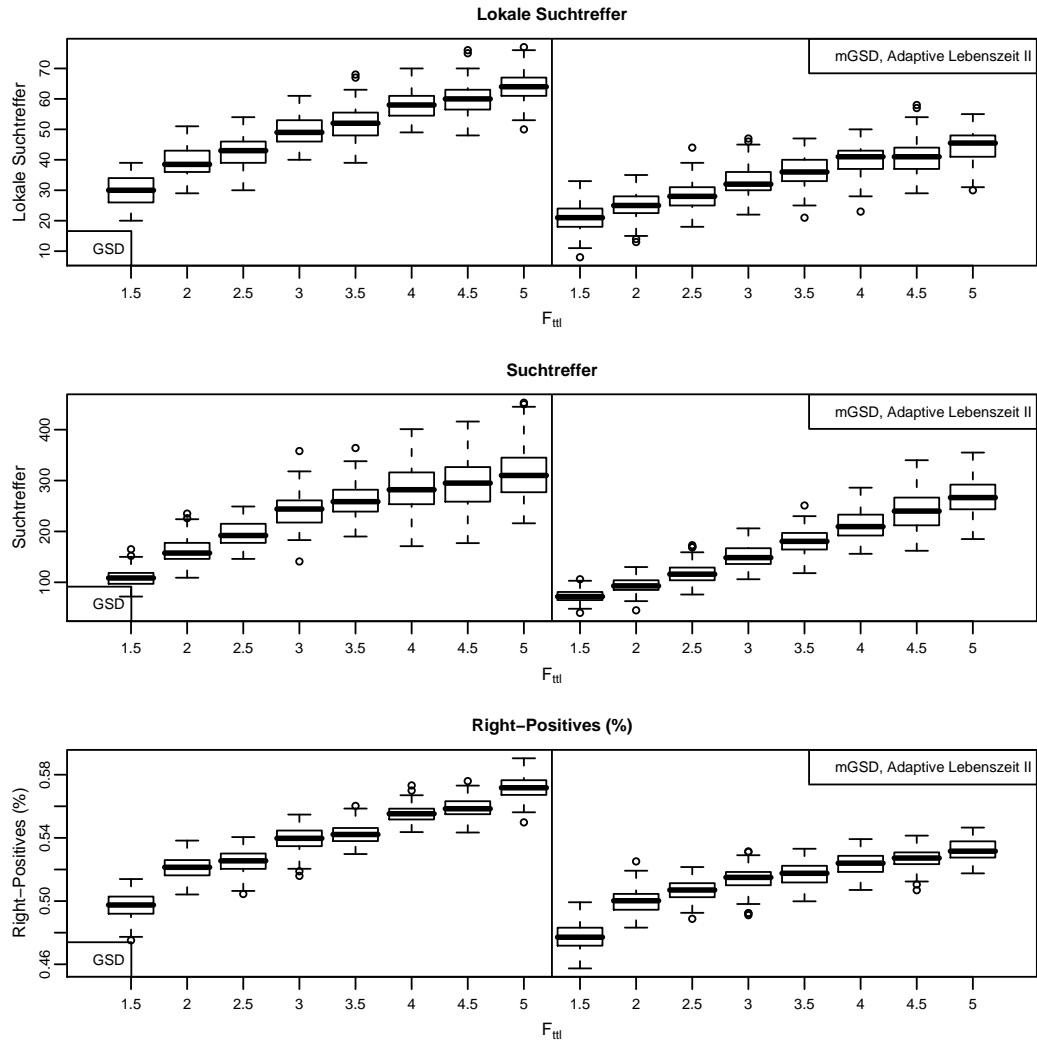 Lokale Suchtreffer
Lokale Suchtreffer
10 20 30 40 50 60 70
GSD
mGSD, Adaptive Lebenszeit II
1.5 2 2.5 3 3.5 4 4.5 5 1.5 2 2.5 3 3.5 4 4.5 5
F_ttl
Suchtreffer
Suchtreffer
100 200 300 400
GSD
mGSD, Adaptive Lebenszeit II
1.5 2 2.5 3 3.5 4 4.5 5 1.5 2 2.5 3 3.5 4 4.5 5
F_ttl
Right−Positives (%)
Right−Positives (%)
0.46 0.50 0.54 0.58
GSD
mGSD, Adaptive Lebenszeit II
1.5 2 2.5 3 3.5 4 4.5 5 1.5 2 2.5 3 3.5 4 4.5 5
F_ttl